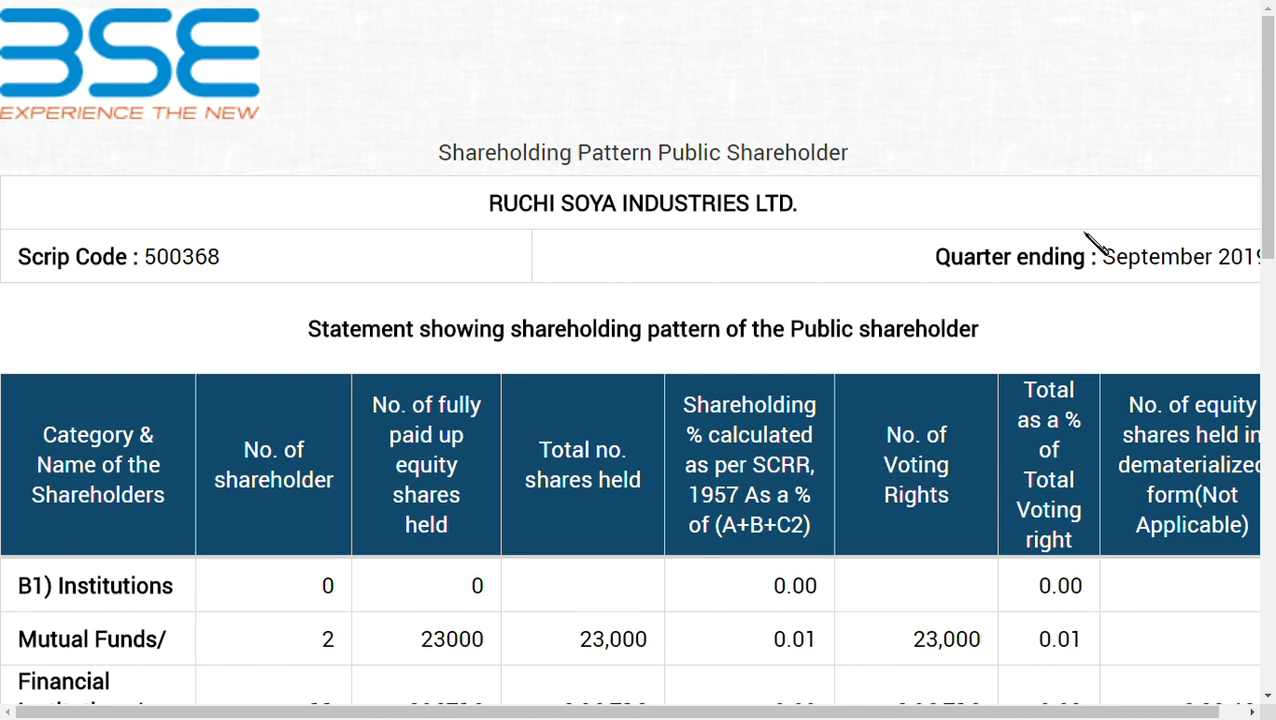 BSE
EXPERIENCE THE NEW
Shareholding Pattern Public Shareholder
RUCHI SOYA INDUSTRIES LTD.
Scrip Code : 500368
Quarter ending : September 2019
Statement showing shareholding pattern of the Public shareholder
Category &
Name of the
Shareholders
No. of
shareholder
No. of fully
paid up
equity
shares
held
Total no.
shares held
Shareholding
% calculated
as per SCRR,
1957 As a %
of (A+B+C2)
No. of
Voting
Rights
Total
as a %
of
Total
Voting
right
No. of equity
shares held in
dematerialized
form(Not
Applicable)
B1) Institutions 0 0 0.00 0.00
Mutual Funds/ 2 23000 23,000 0.01 23,000 0.01
Financial